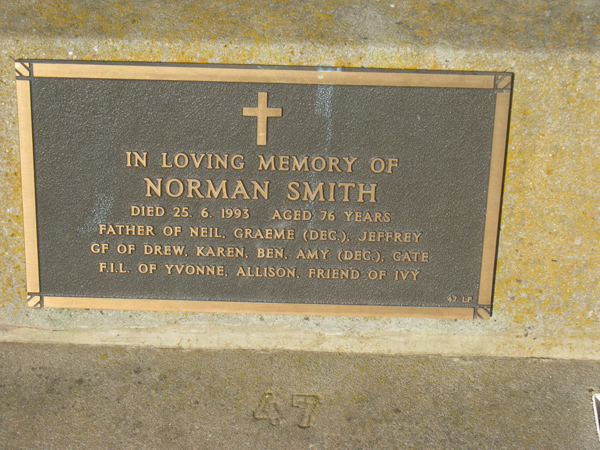 IN LOVING MEMORY OF
NORMAN SMITH
DIED 25. 6. 1993 AGED 76 YEARS
FATHER OF NEIL, GRAEME (DEC.), JEFFREY
GF OF DREW, KAREN, BEN, AMY (DEC.), CATE
F.I.L. OF YVONNE, ALLISON, FRIEND OF IVY
47 LP
47